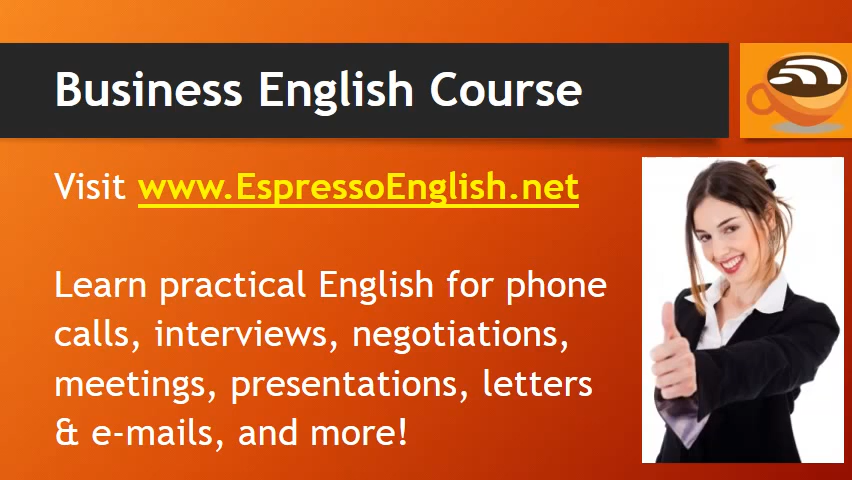 Business English Course
Visit www.EspressoEnglish.net
Learn practical English for phone
calls, interviews, negotiations,
meetings, presentations, letters
& e-mails, and more!